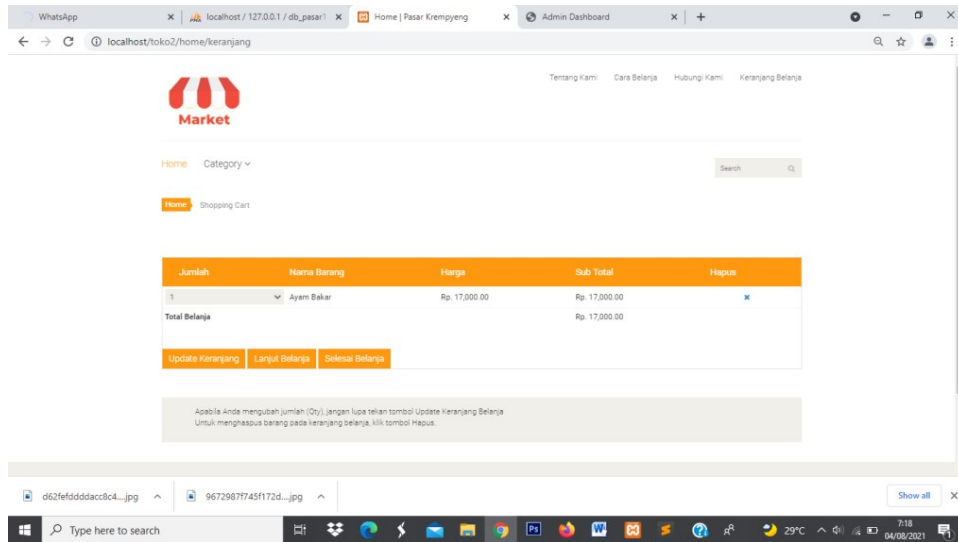 WhatsApp
localhost / 127.0.0.1 / db_pasar1
Home | Pasar Krempyeng
Admin Dashboard
localhost/toko2/home/keranjang
Tentang Kami Cara Belanja Hubungi Kami Keranjang Belanja
Market
Home Category
Search
Home Shopping Cart
Jumlah Nama Barang Harga Sub Total Hapus
1 Ayam Bakar Rp. 17,000.00 Rp. 17,000.00
Total Belanja Rp. 17,000.00
Update Keranjang Lanjut Belanja Selesai Belanja
Apabila Anda mengubah jumlah (Qty), jangan lupa tekan tombol Update Keranjang Belanja
Untuk menghaspus barang pada keranjang belanja, klik tombol Hapus.
d62fefddddacc8c4....jpg 9672987f745f172d....jpg Show all
Type here to search
Ps
29°C
7:18
04/08/2021